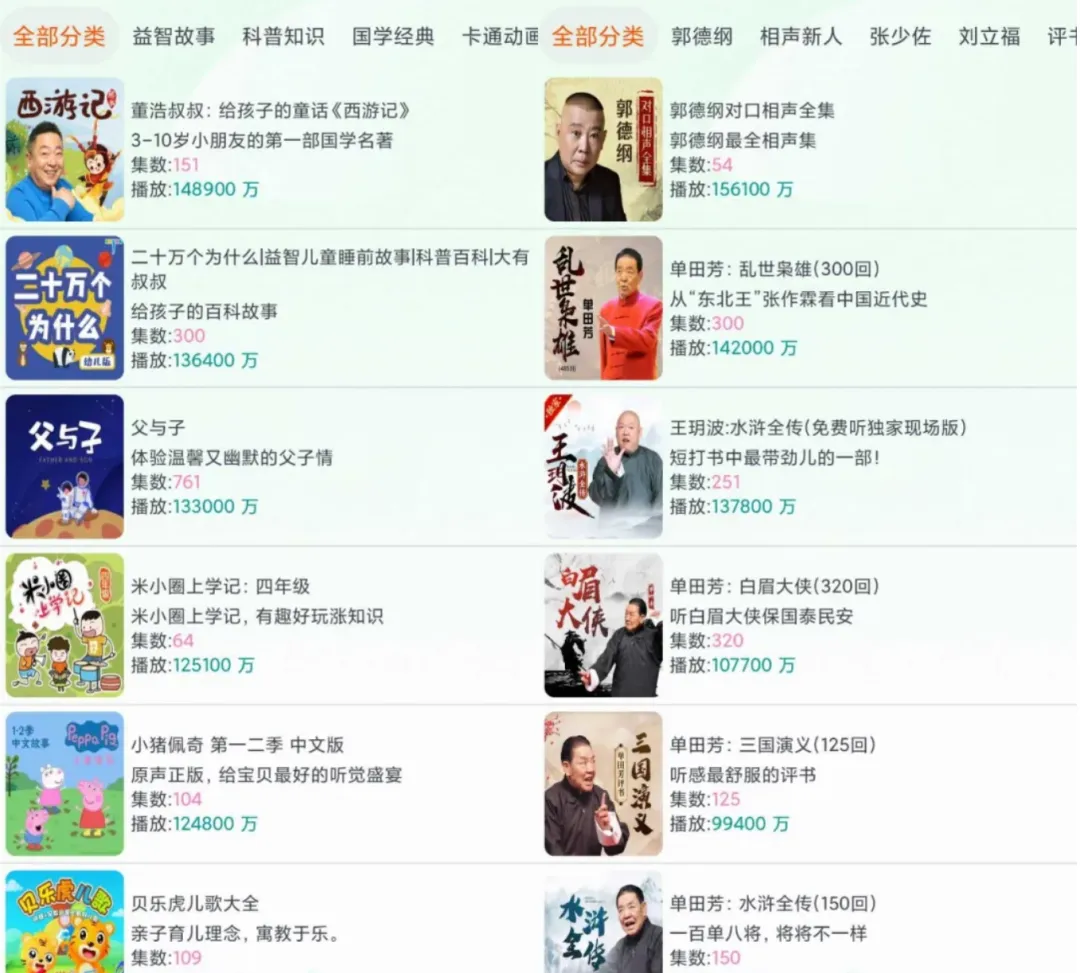 全部分类 益智故事 科普知识 国学经典 卡通动画
西游记
董浩叔叔：给孩子的童话《西游记》
3-10岁小朋友的第一部国学名著
集数:151
播放:148900 万
二十万个
为什么
幼儿版
二十万个为什么|益智儿童睡前故事|科普百科|大有
叔叔
给孩子的百科故事
集数:300
播放:136400 万
父与子
FATHER AND SON
父与子
体验温馨又幽默的父子情
集数:761
播放:133000 万
米小圈
上学记
四年级
米小圈上学记：四年级
米小圈上学记，有趣好玩涨知识
集数:64
播放:125100 万
1-2季
中文故事
Peppa Pig
小猪佩奇 第一二季 中文版
原声正版，给宝贝最好的听觉盛宴
集数:104
播放:124800 万
贝乐虎儿歌
贝乐虎儿歌大全
亲子育儿理念，寓教于乐。
集数:109
全部分类 郭德纲 相声新人 张少佐 刘立福 评书
郭德纲
对口相声全集
郭德纲对口相声全集
郭德纲最全相声集
集数:54
播放:156100 万
乱世枭雄
单田芳
单田芳：乱世枭雄(300回)
从“东北王”张作霖看中国近代史
集数:300
播放:142000 万
独家
王玥波
水浒全传
王玥波:水浒全传(免费听独家现场版)
短打书中最带劲儿的一部！
集数:251
播放:137800 万
白眉
大侠
单田芳：白眉大侠(320回)
听白眉大侠保国泰民安
集数:320
播放:107700 万
三国演义
单田芳评书
单田芳：三国演义(125回)
听感最舒服的评书
集数:125
播放:99400 万
水浒
全传
单田芳：水浒全传(150回)
一百单八将，将将不一样
集数:150